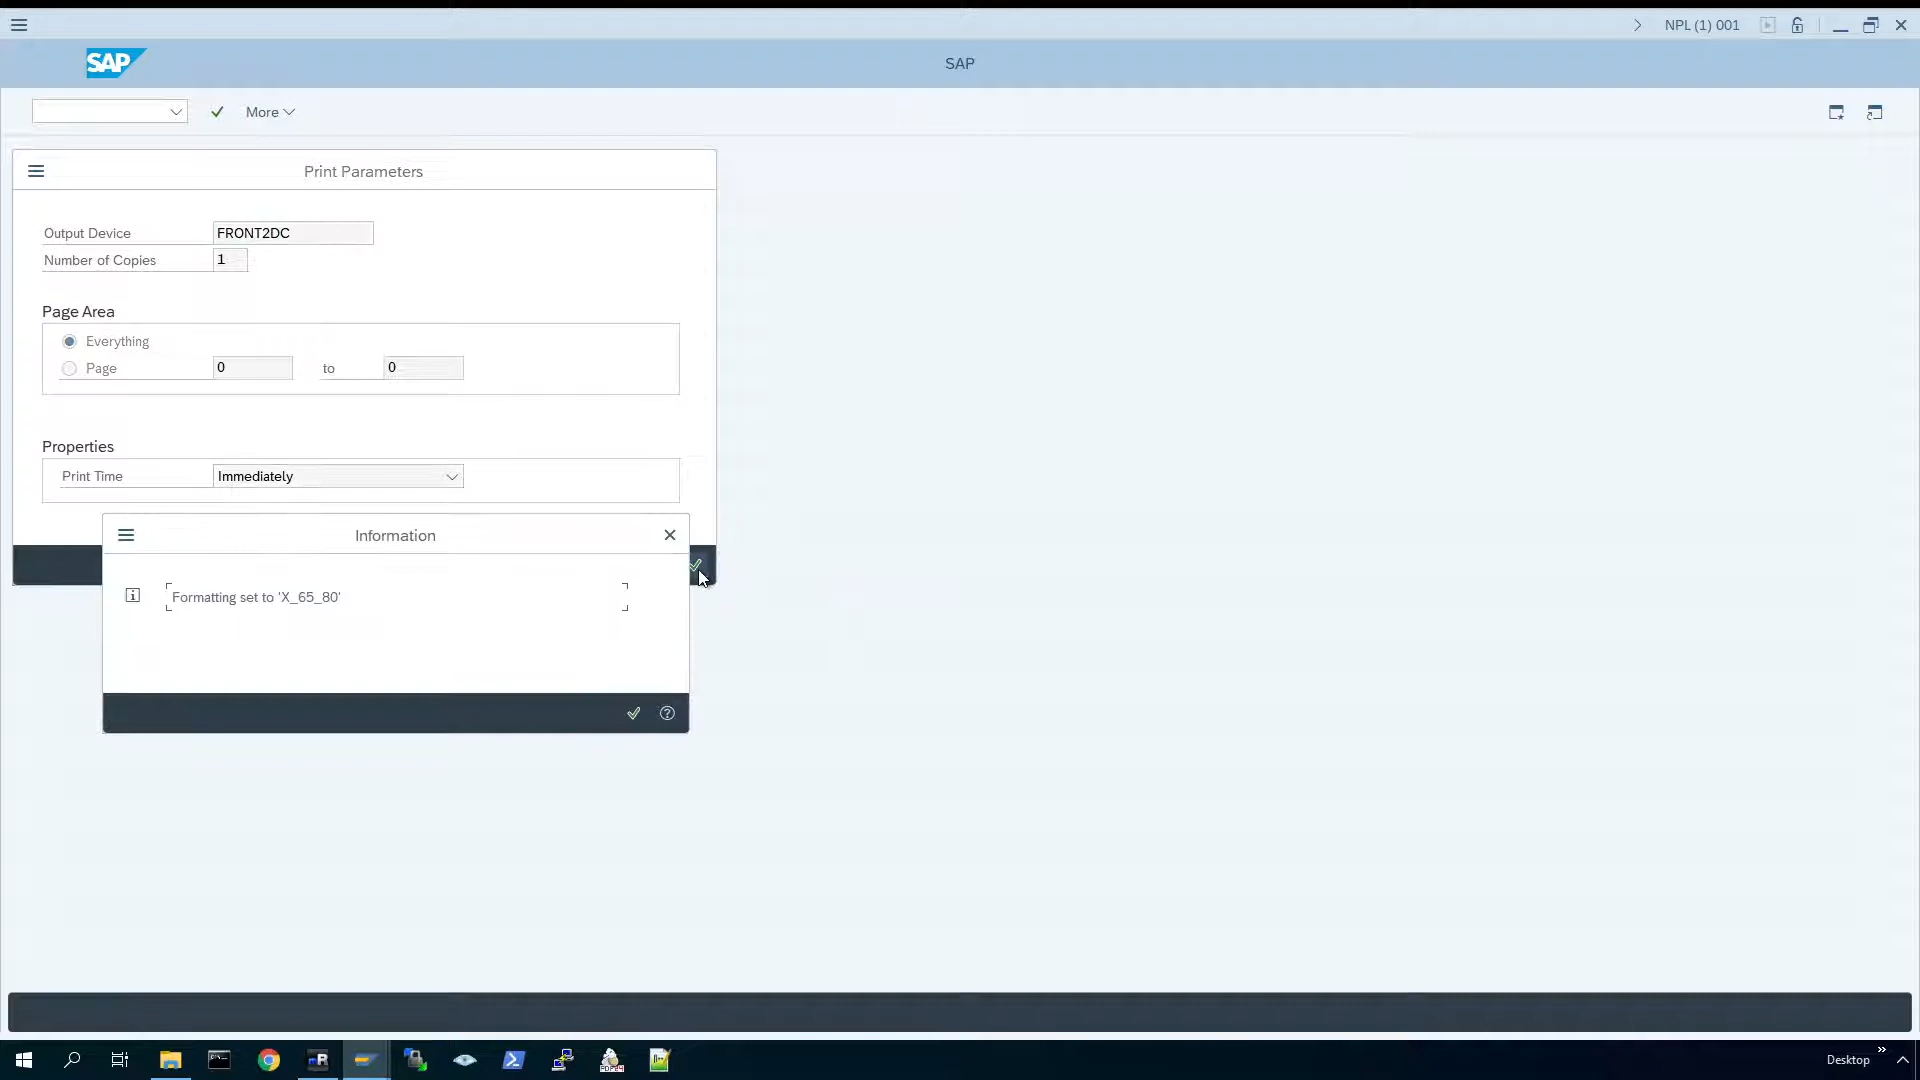 NPL (1) 001
SAP
SAP
More
Print Parameters
Output Device FRONT2DC
Number of Copies 1
Page Area
Everything
Page 0 to 0
Properties
Print Time Immediately
Information
Formatting set to 'X_65_80'
Desktop